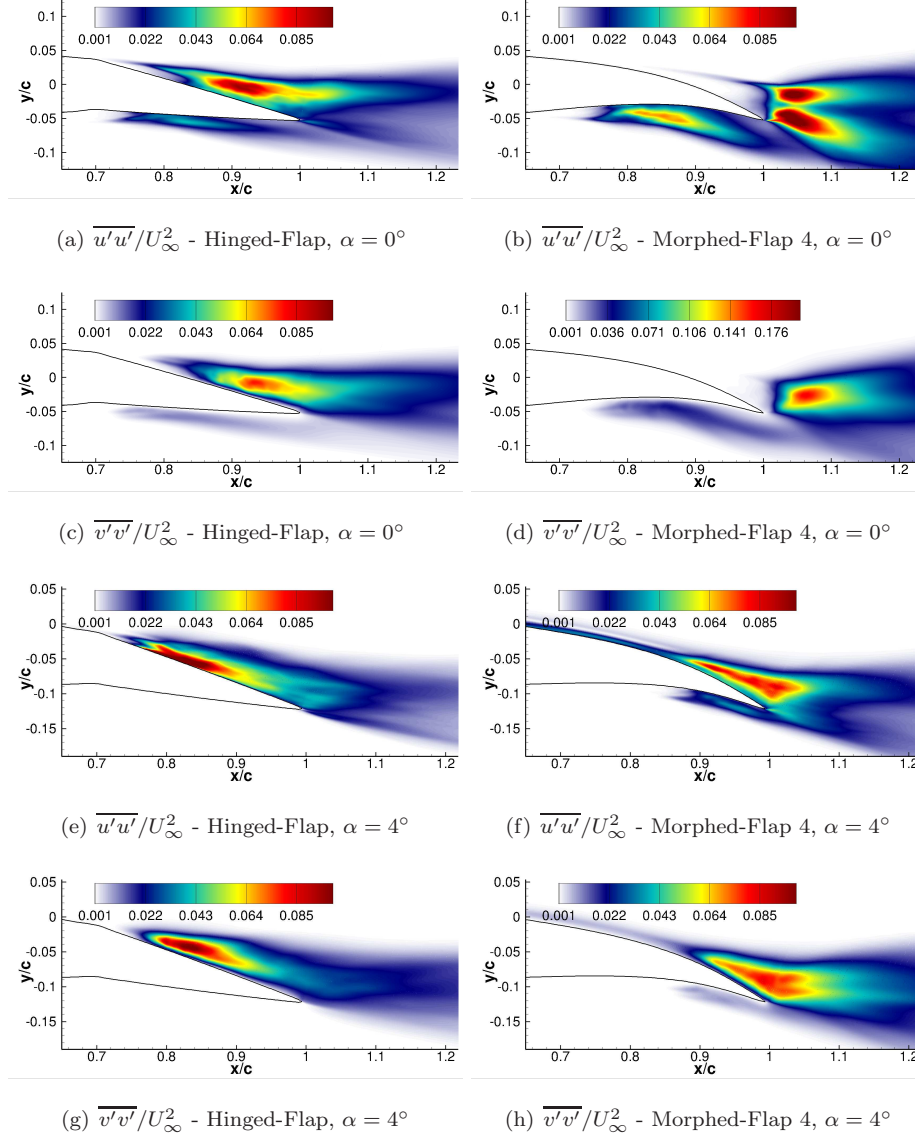 0.1 0.1
0.001 0.022 0.043 0.064 0.085 0.001 0.022 0.043 0.064 0.085
0.05 0.05
y/c 0 y/c 0
-0.05 -0.05
-0.1 -0.1
0.7 0.8 0.9 1 1.1 1.2 0.7 0.8 0.9 1 1.1 1.2
x/c x/c
(a) $\overline{u'u'}/U_\infty^2$ - Hinged-Flap, α = 0° (b) $\overline{u'u'}/U_\infty^2$ - Morphed-Flap 4, α = 0°
0.1 0.1
0.001 0.022 0.043 0.064 0.085 0.001 0.036 0.071 0.106 0.141 0.176
0.05 0.05
y/c 0 y/c 0
-0.05 -0.05
-0.1 -0.1
0.7 0.8 0.9 1 1.1 1.2 0.7 0.8 0.9 1 1.1 1.2
x/c x/c
(c) $\overline{v'v'}/U_\infty^2$ - Hinged-Flap, α = 0° (d) $\overline{v'v'}/U_\infty^2$ - Morphed-Flap 4, α = 0°
0.05 0.05
0.001 0.022 0.043 0.064 0.085 0.001 0.022 0.043 0.064 0.085
0 0
y/c -0.05 y/c -0.05
-0.1 -0.1
-0.15 -0.15
0.7 0.8 0.9 1 1.1 1.2 0.7 0.8 0.9 1 1.1 1.2
x/c x/c
(e) $\overline{u'u'}/U_\infty^2$ - Hinged-Flap, α = 4° (f) $\overline{u'u'}/U_\infty^2$ - Morphed-Flap 4, α = 4°
0.05 0.05
0.001 0.022 0.043 0.064 0.085 0.001 0.022 0.043 0.064 0.085
0 0
y/c -0.05 y/c -0.05
-0.1 -0.1
-0.15 -0.15
0.7 0.8 0.9 1 1.1 1.2 0.7 0.8 0.9 1 1.1 1.2
x/c x/c
(g) $\overline{v'v'}/U_\infty^2$ - Hinged-Flap, α = 4° (h) $\overline{v'v'}/U_\infty^2$ - Morphed-Flap 4, α = 4°